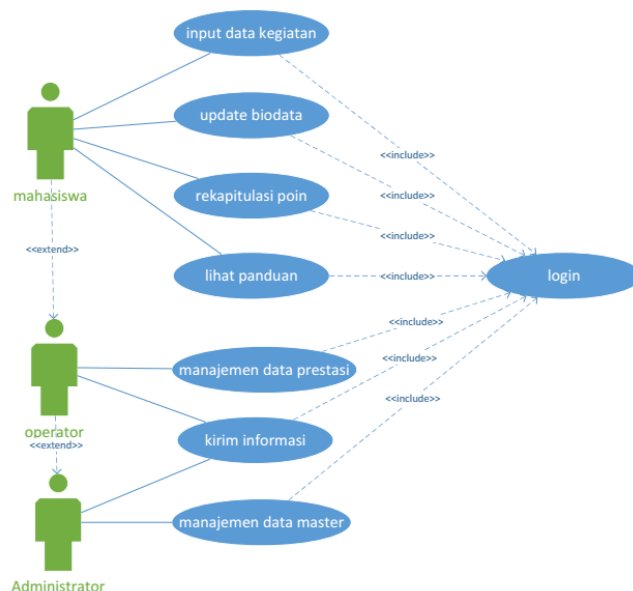 input data kegiatan
update biodata
<<include>>
mahasiswa
rekapitulasi poin
<<include>>
<<include>>
<<extend>>
lihat panduan
<<include>>
login
<<include>>
operator
manajemen data prestasi
<<include>>
<<extend>>
kirim informasi
<<include>>
manajemen data master
Administrator